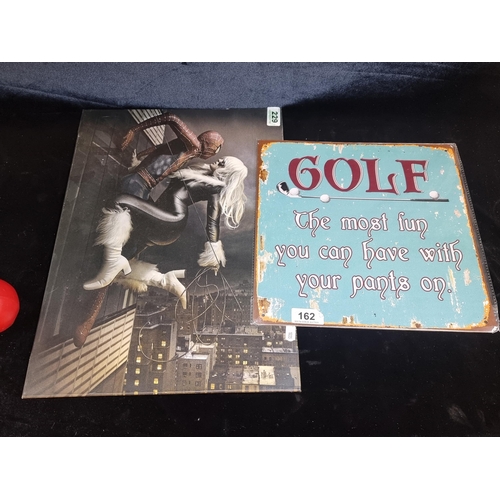 229
GOLF
The most fun
you can have with
your pants on.
162